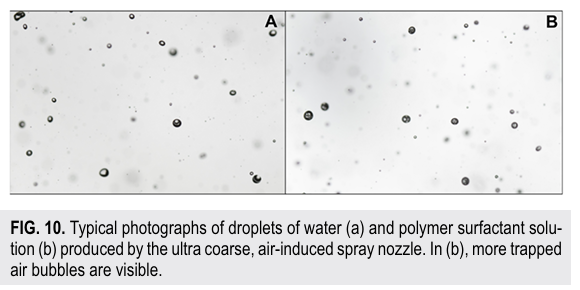 A
B
FIG. 10. Typical photographs of droplets of water (a) and polymer surfactant solu-
tion (b) produced by the ultra coarse, air-induced spray nozzle. In (b), more trapped
air bubbles are visible.